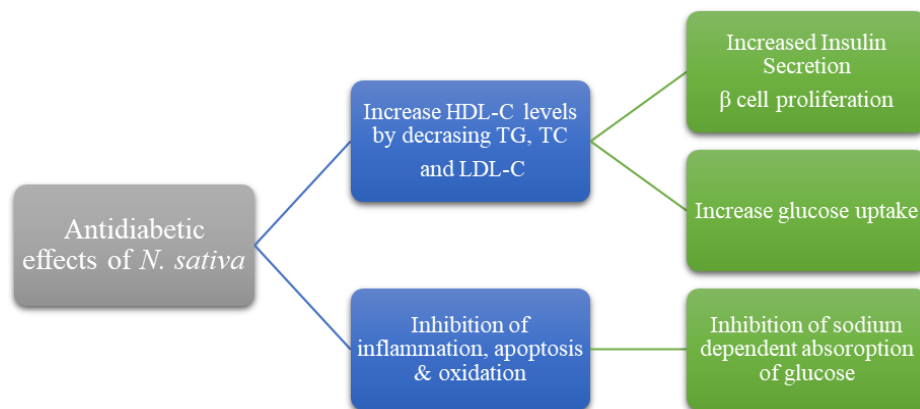 Antidiabetic
effects of N. sativa
Increase HDL-C levels
by decrasing TG, TC
and LDL-C
Inhibition of
inflammation, apoptosis
& oxidation
Increased Insulin
Secretion
β cell proliferation
Increase glucose uptake
Inhibition of sodium
dependent absoroption
of glucose